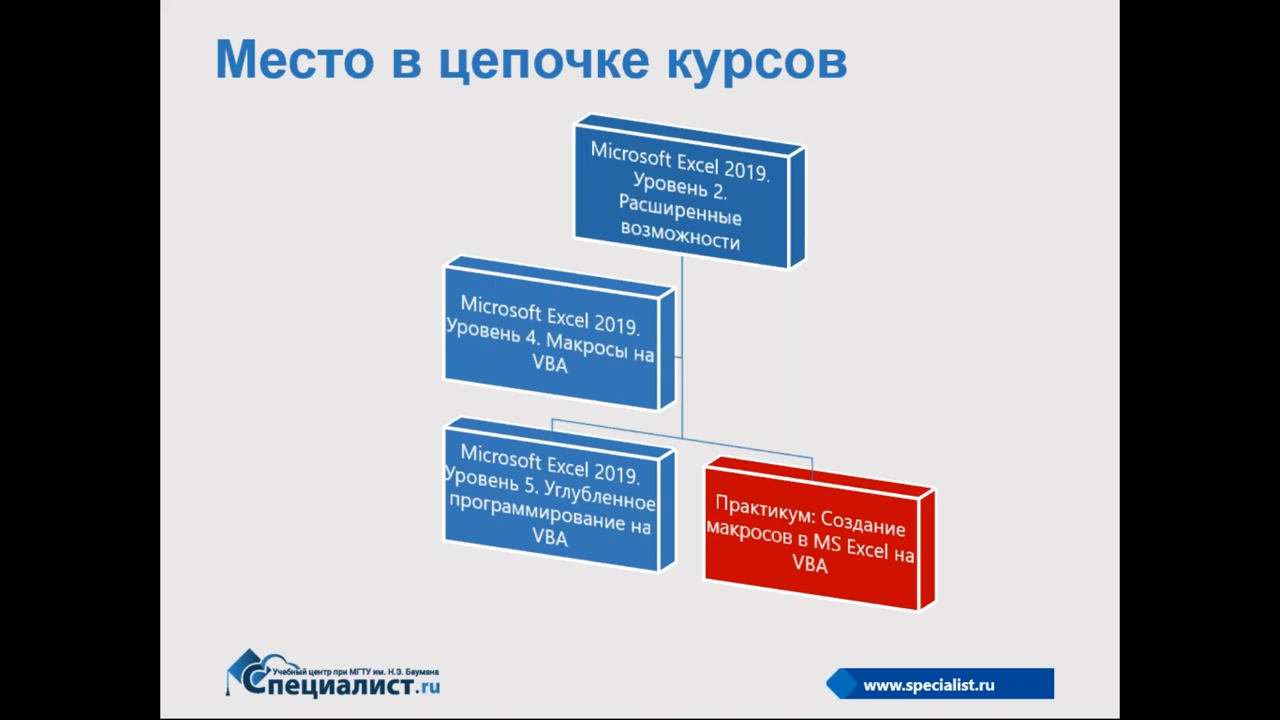 Место в цепочке курсов
Microsoft Excel 2019.
Уровень 2.
Расширенные
возможности
Microsoft Excel 2019.
Уровень 4. Макросы на
VBA
Microsoft Excel 2019.
Уровень 5. Углубленное
программирование на
VBA
Практикум: Создание
макросов в MS Excel на
VBA
Учебный центр при МГТУ им. Н.Э. Баумана
Специалист.ru
www.specialist.ru